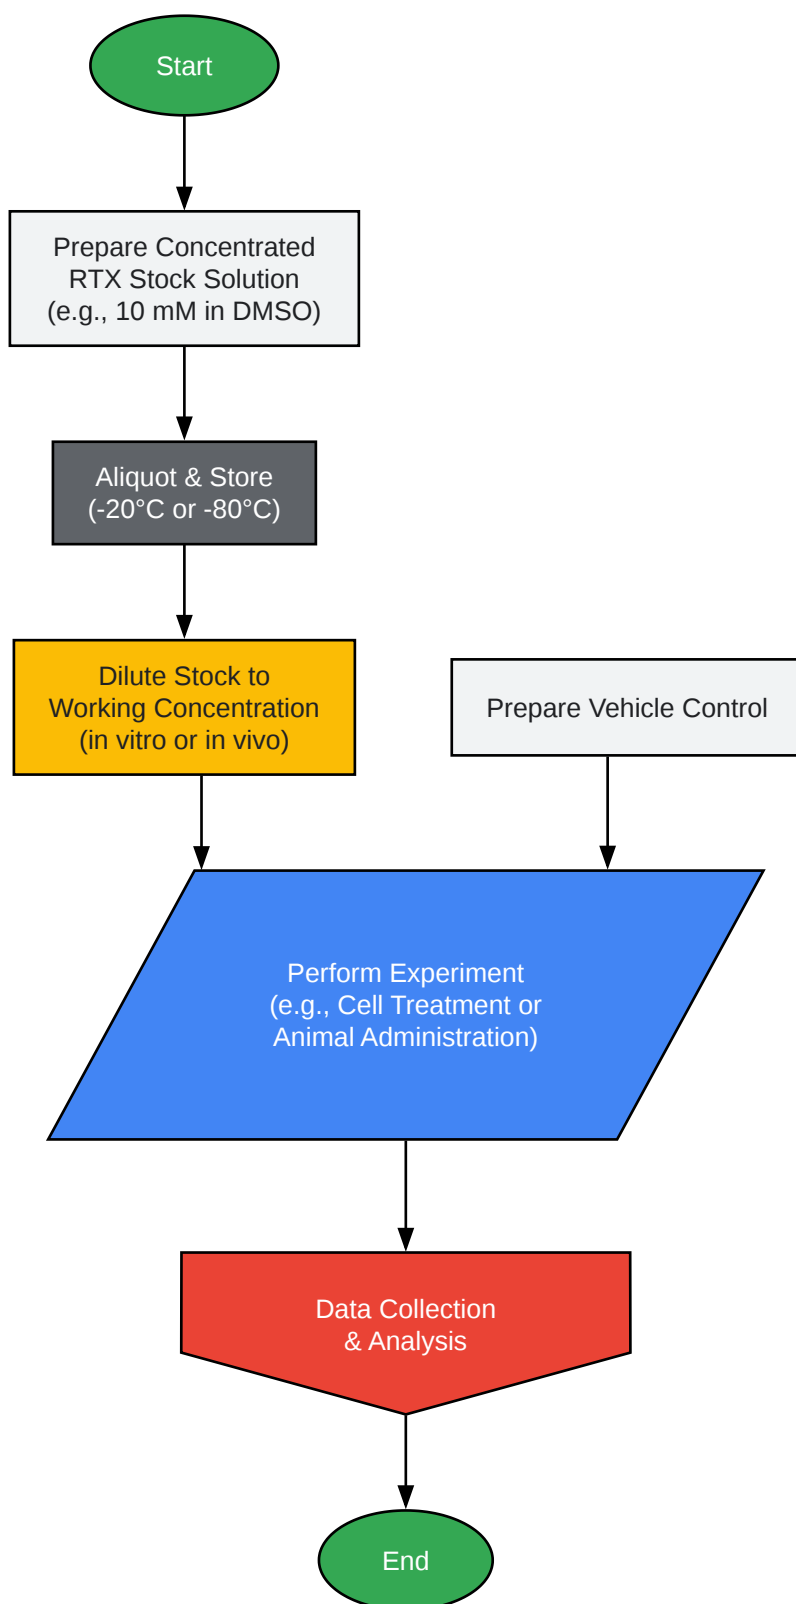 Start
Prepare Concentrated
RTX Stock Solution
(e.g., 10 mM in DMSO)
Aliquot & Store
(-20°C or -80°C)
Dilute Stock to
Working Concentration
(in vitro or in vivo)
Prepare Vehicle Control
Perform Experiment
(e.g., Cell Treatment or
Animal Administration)
Data Collection
& Analysis
End